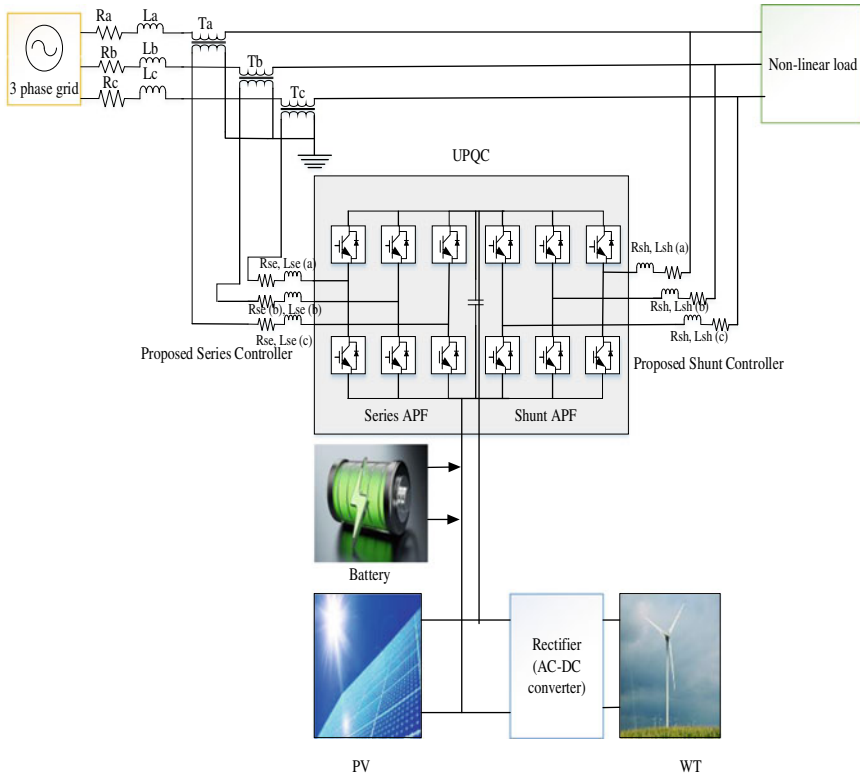 Ra
La
Ta
3 phase grid
Rb
Lb
Tb
Rc
Lc
Tc
Non-linear load
UPQC
Rse, Lse (a)
Rse (b), Lse (b)
Rse, Lse (c)
Rsh, Lsh (a)
Rsh, Lsh (b)
Rsh, Lsh (c)
Proposed Series Controller
Proposed Shunt Controller
Series APF
Shunt APF
Battery
Rectifier
(AC-DC
converter)
PV
WT